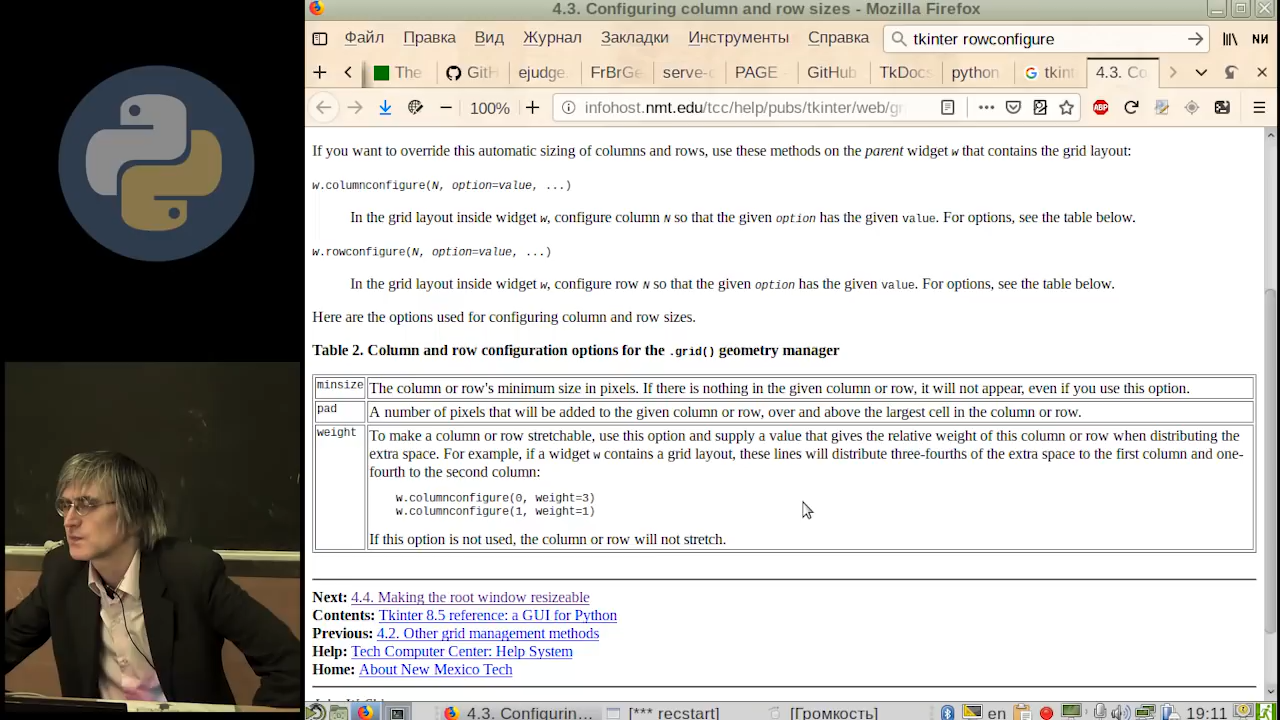 4.3. Configuring column and row sizes - Mozilla Firefox
Файл Правка Вид Журнал Закладки Инструменты Справка tkinter rowconfigure
The GitH ejudge. FrBrGe serve-c PAGE - GitHub TkDocs python tkin 4.3. Co
100% infohost.nmt.edu/tcc/help/pubs/tkinter/web/gr ABP
If you want to override this automatic sizing of columns and rows, use these methods on the parent widget w that contains the grid layout:
w.columnconfigure(N, option=value, ...)
In the grid layout inside widget w, configure column N so that the given option has the given value. For options, see the table below.
w.rowconfigure(N, option=value, ...)
In the grid layout inside widget w, configure row N so that the given option has the given value. For options, see the table below.
Here are the options used for configuring column and row sizes.
Table 2. Column and row configuration options for the .grid() geometry manager
minsize The column or row's minimum size in pixels. If there is nothing in the given column or row, it will not appear, even if you use this option.
pad A number of pixels that will be added to the given column or row, over and above the largest cell in the column or row.
weight To make a column or row stretchable, use this option and supply a value that gives the relative weight of this column or row when distributing the
extra space. For example, if a widget w contains a grid layout, these lines will distribute three-fourths of the extra space to the first column and one-
fourth to the second column:
w.columnconfigure(0, weight=3)
w.columnconfigure(1, weight=1)
If this option is not used, the column or row will not stretch.
Next: 4.4. Making the root window resizeable
Contents: Tkinter 8.5 reference: a GUI for Python
Previous: 4.2. Other grid management methods
Help: Tech Computer Center: Help System
Home: About New Mexico Tech
4.3. Configurin... [*** recstart] [Громкость] en 19:11